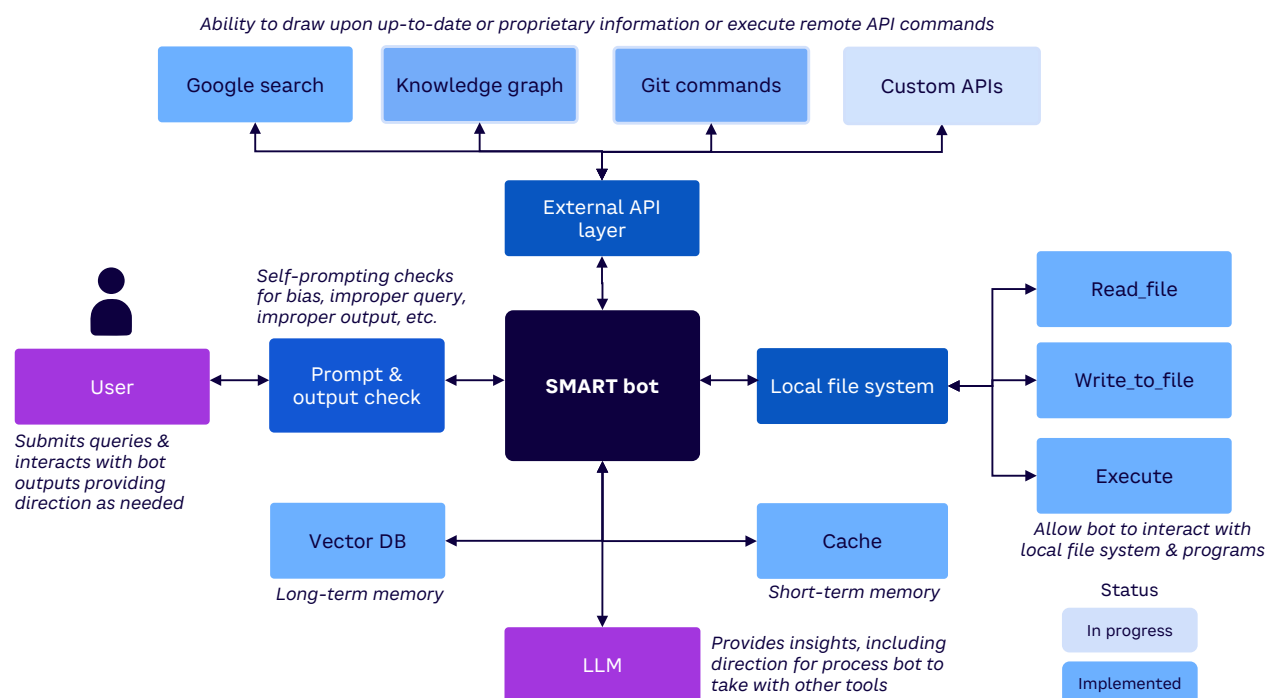 Ability to draw upon up-to-date or proprietary information or execute remote API commands
Google search
Knowledge graph
Git commands
Custom APIs
External API
layer
Self-prompting checks
for bias, improper query,
improper output, etc.
User
Prompt &
output check
SMART bot
Local file system
Read_file
Write_to_file
Execute
Submits queries &
interacts with bot
outputs providing
direction as needed
Allow bot to interact with
local file system & programs
Vector DB
Long-term memory
Cache
Short-term memory
LLM
Provides insights, including
direction for process bot to
take with other tools
Status
In progress
Implemented